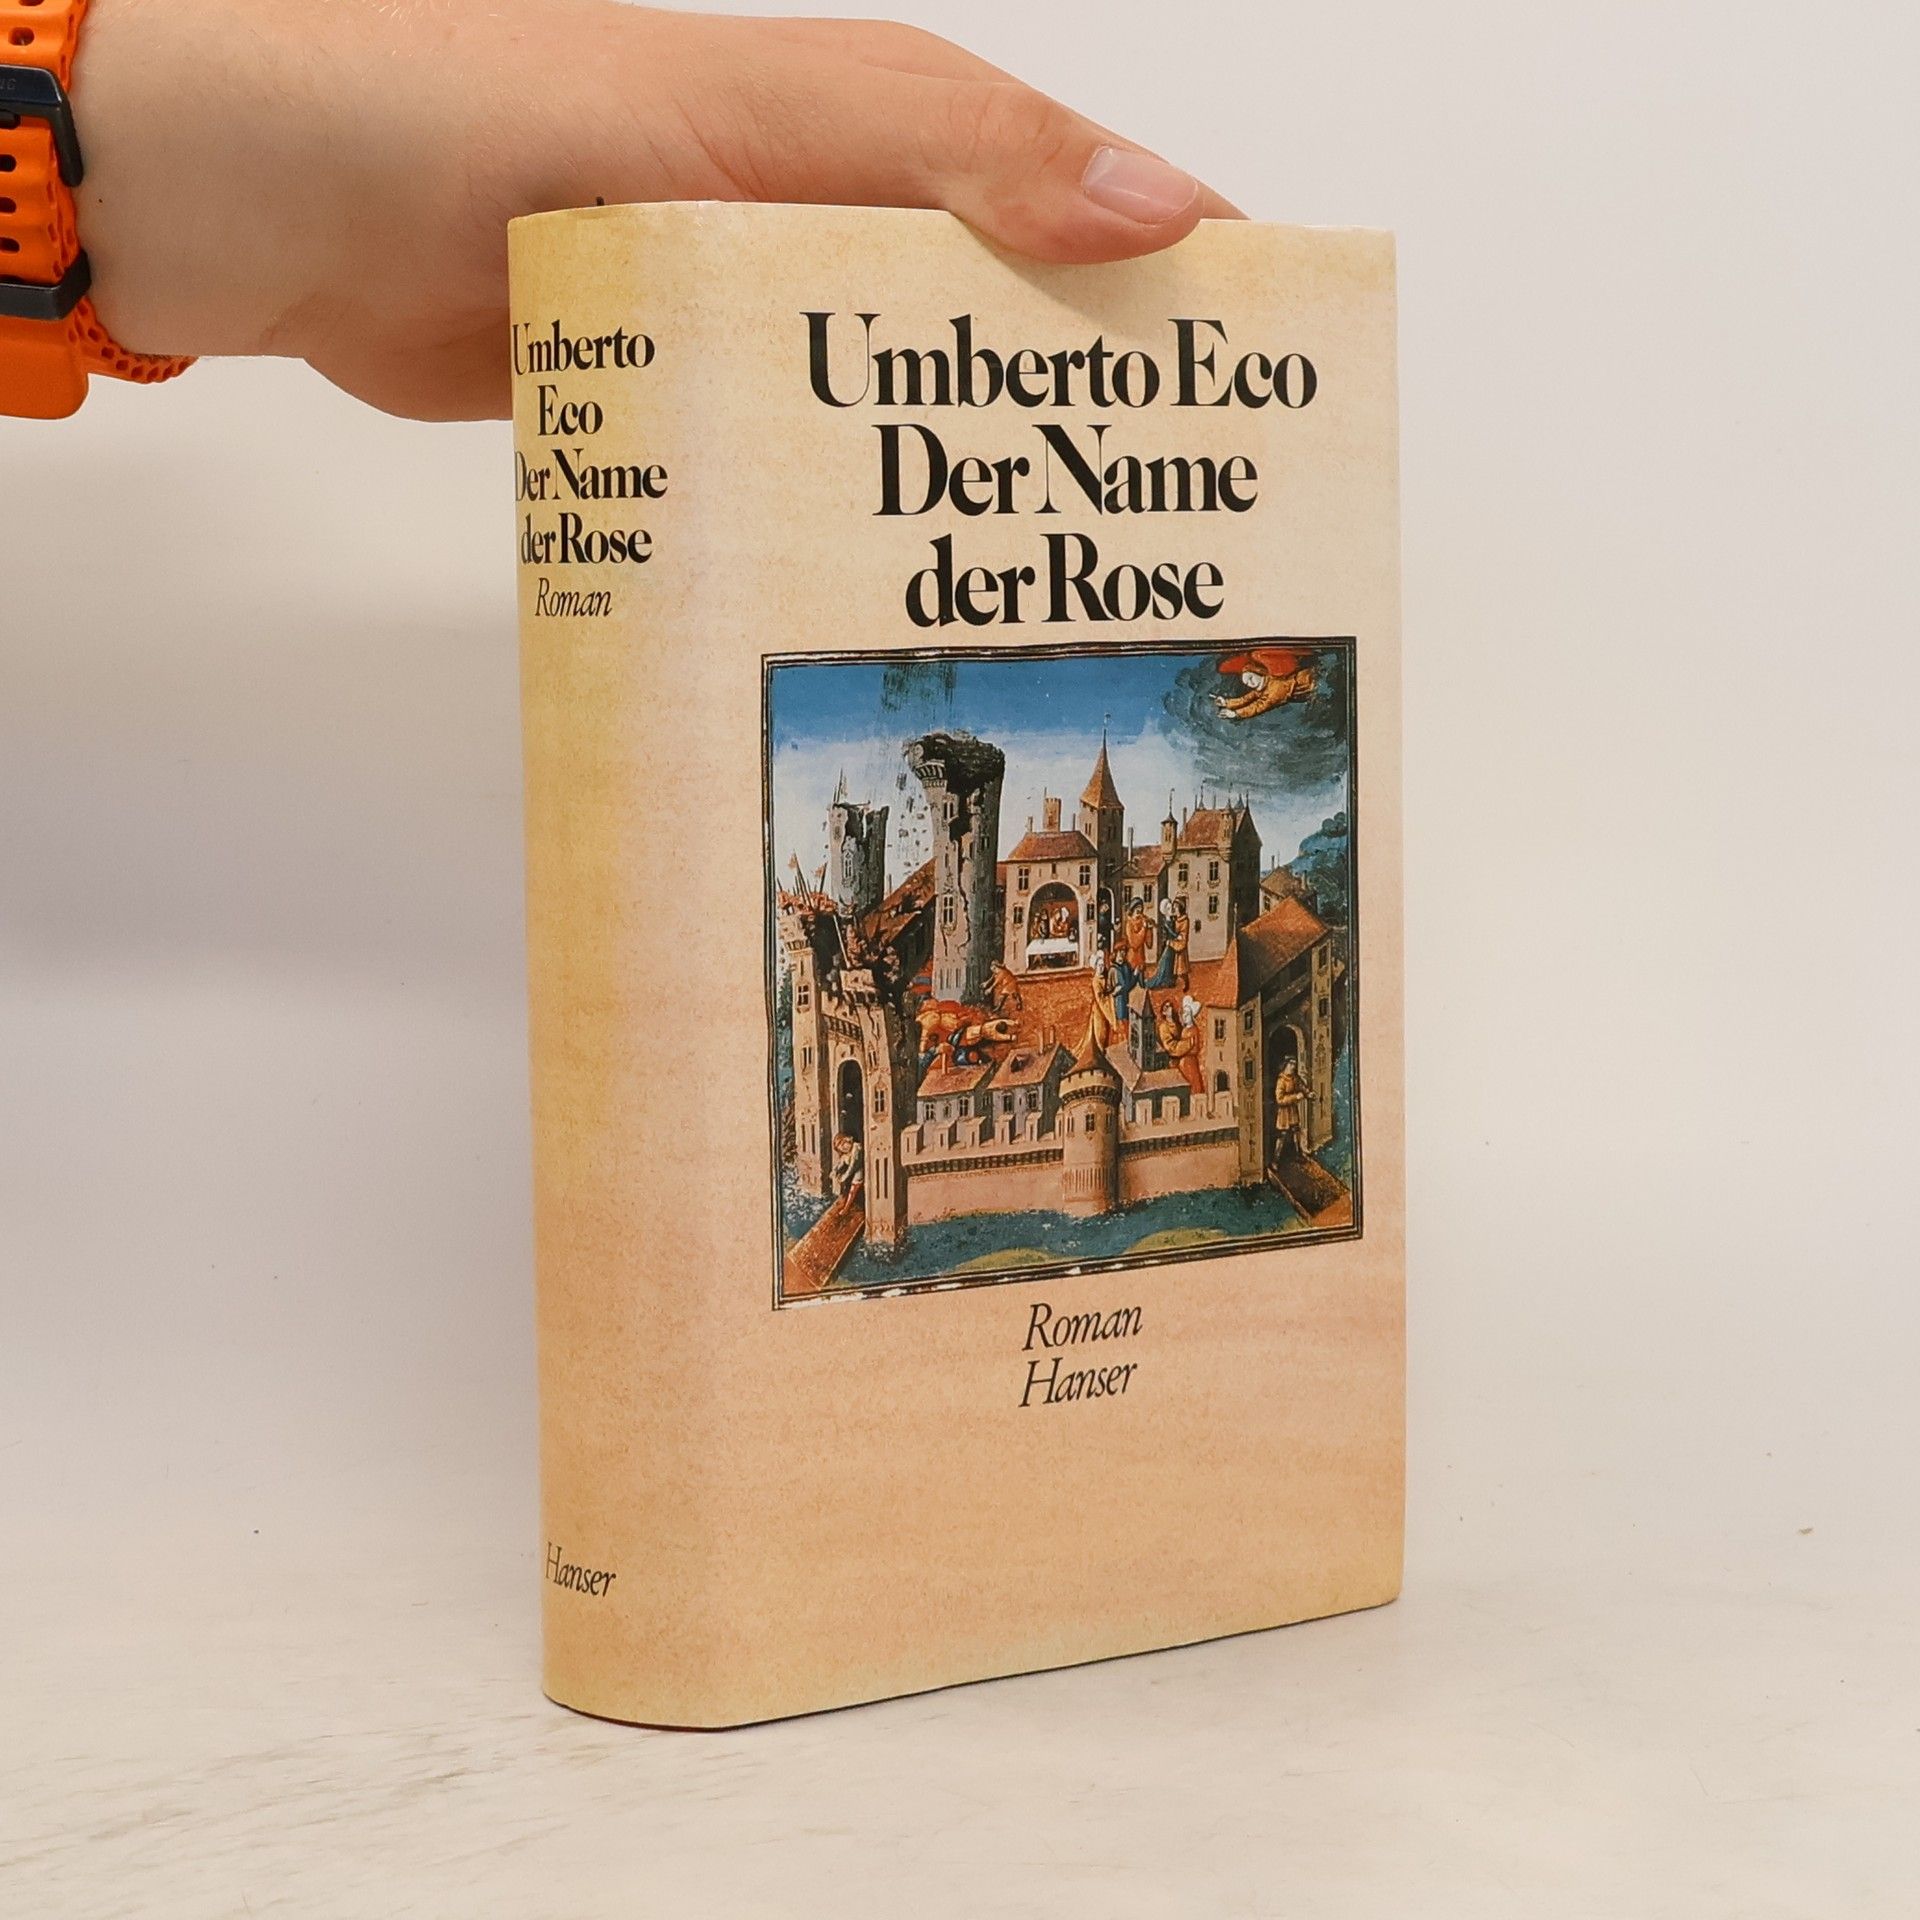 Umberto
Eco
Der Name
der Rose
Roman
Hanser
Umberto Eco
Der Name
der Rose
Roman
Hanser